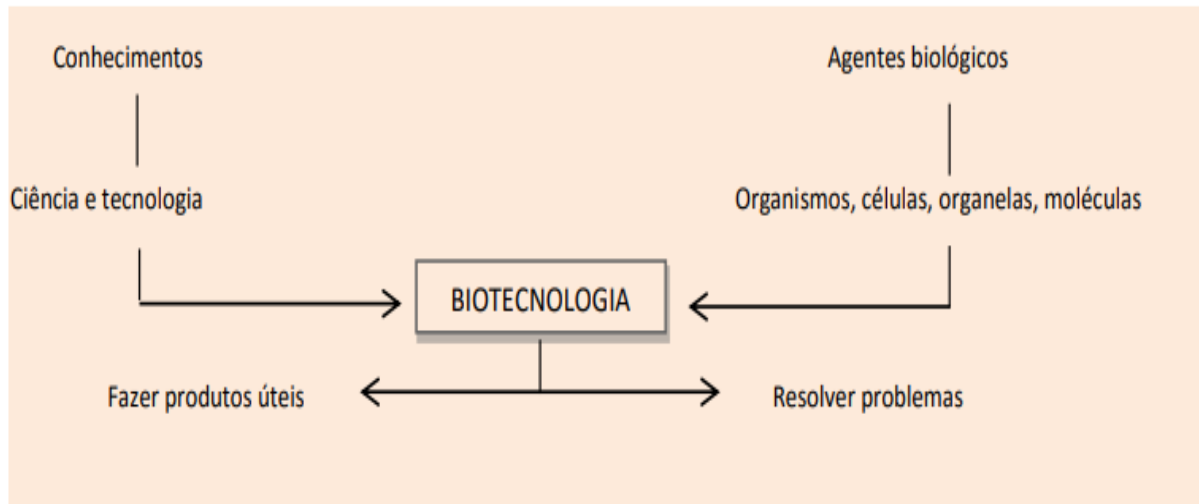 Conhecimentos
Agentes biológicos
Ciência e tecnologia
Organismos, células, organelas, moléculas
BIOTECNOLOGIA
Fazer produtos úteis
Resolver problemas